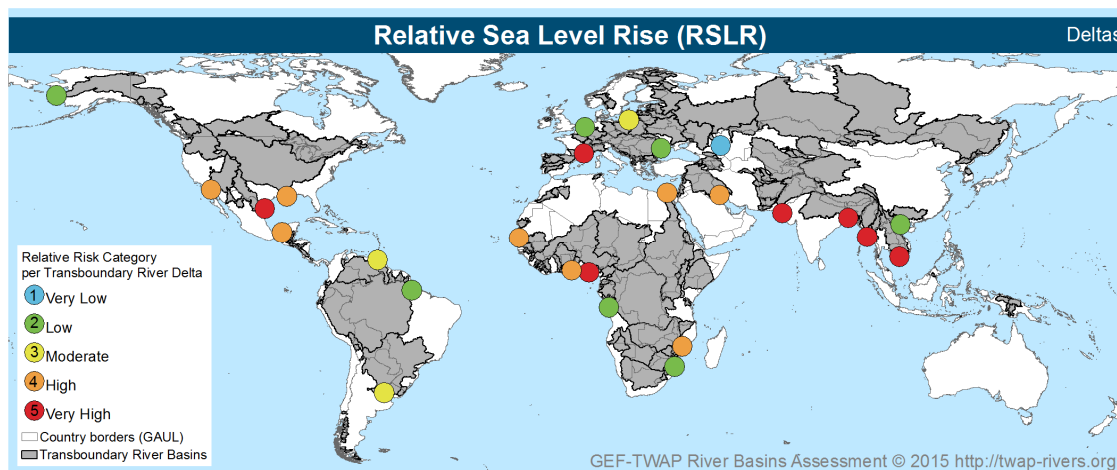 Relative Sea Level Rise (RSLR)
Deltas
Relative Risk Category
per Transboundary River Delta
1 Very Low
2 Low
3 Moderate
4 High
5 Very High
Country borders (GAUL)
Transboundary River Basins
GEF-TWAP River Basins Assessment © 2015 http://twap-rivers.org